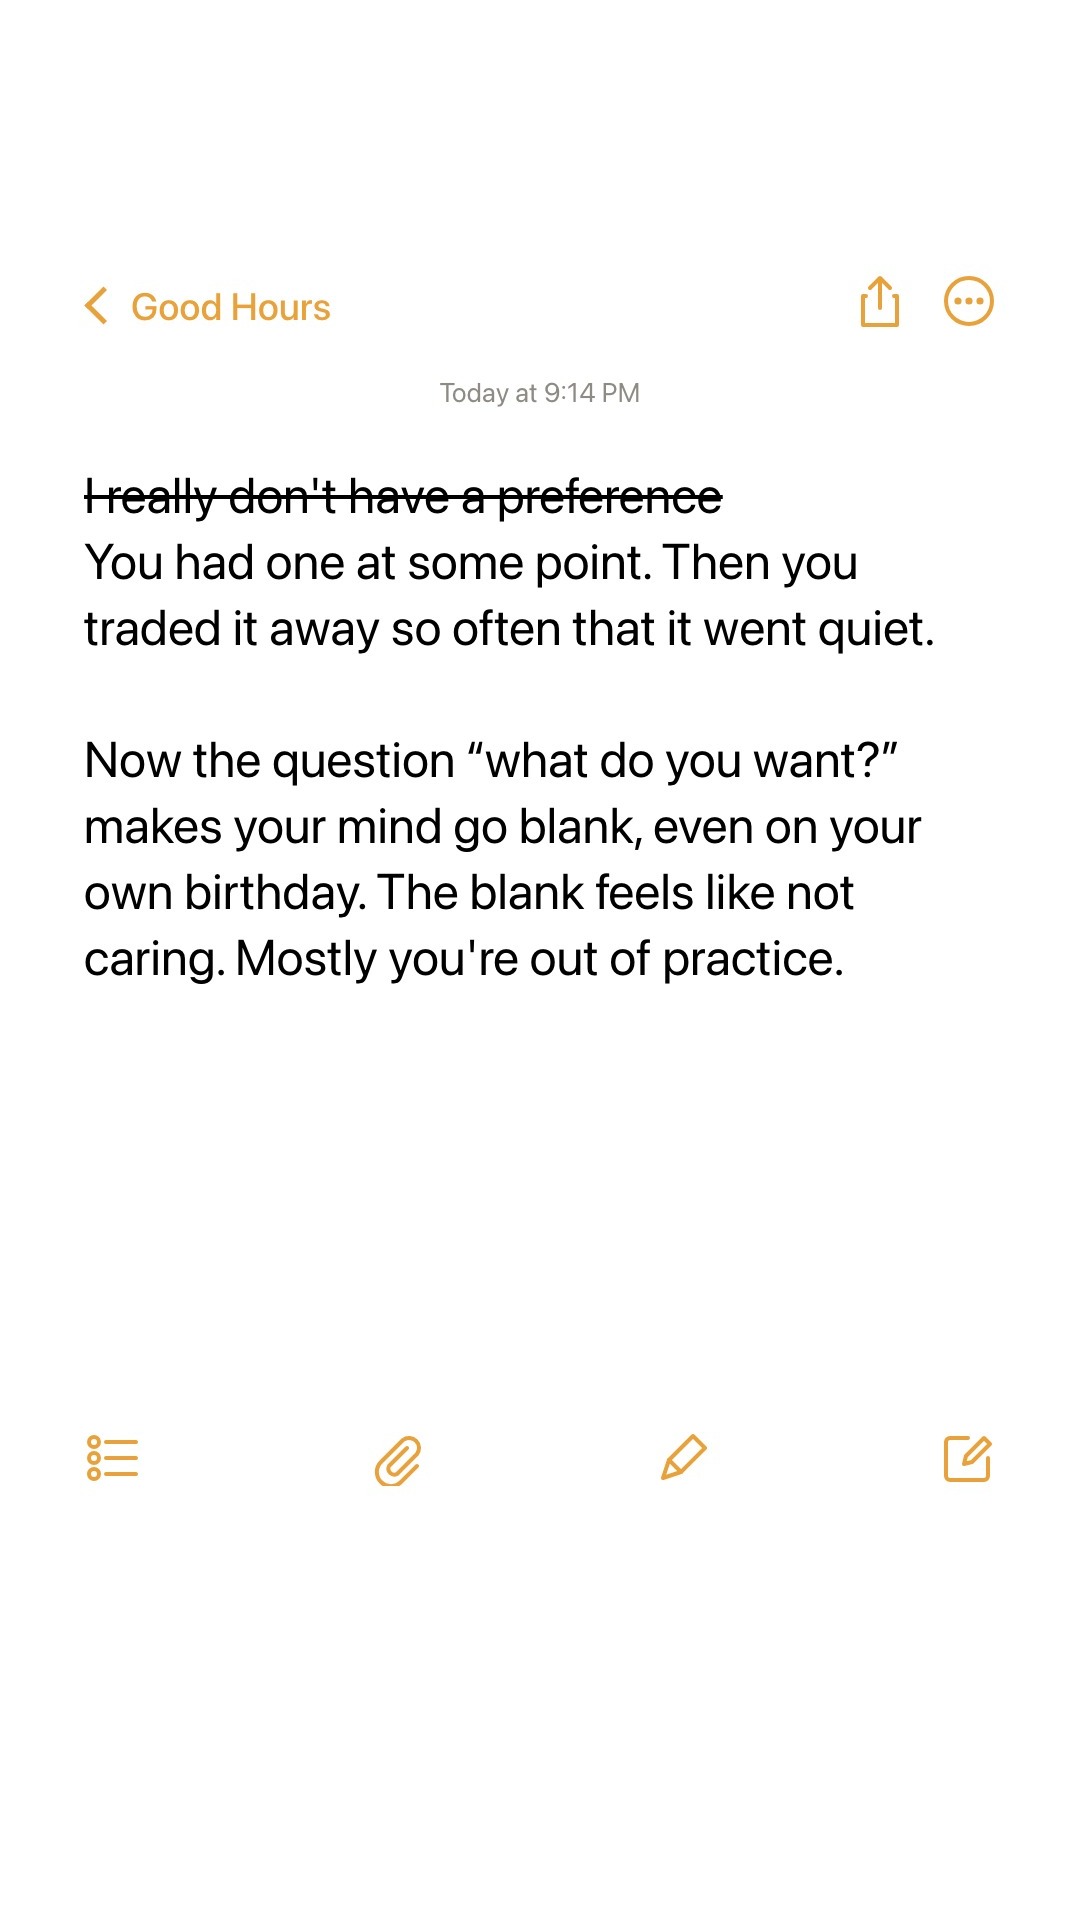 Good Hours
Today at 9:14 PM
I really don't have a preference
You had one at some point. Then you
traded it away so often that it went quiet.
Now the question “what do you want?”
makes your mind go blank, even on your
own birthday. The blank feels like not
caring. Mostly you're out of practice.